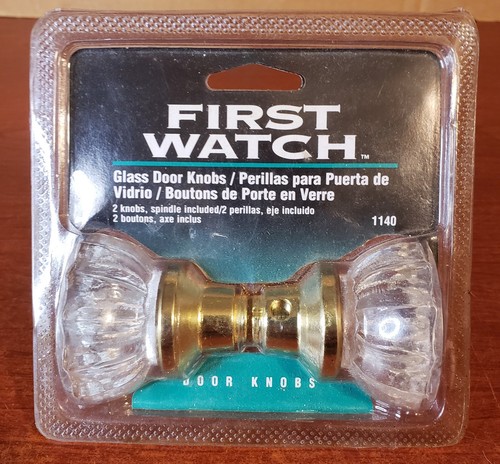 FIRST
WATCH™
Glass Door Knobs / Perillas para Puerta de
Vidrio / Boutons de Porte en Verre
2 knobs, spindle included/2 perillas, eje incluido
2 boutons, axe inclus
1140
DOOR KNOBS